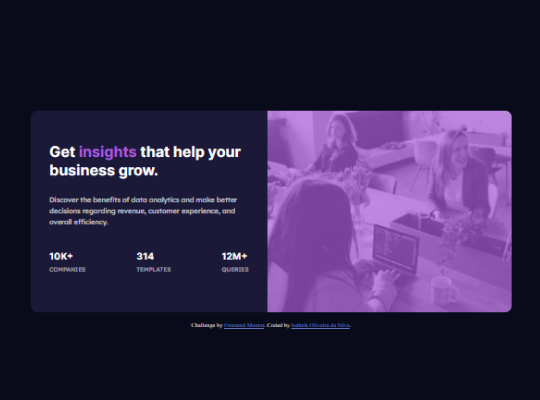 Get insights that help your
business grow.
Discover the benefits of data analytics and make better
decisions regarding revenue, customer experience, and
overall efficiency.
10K+ 314 12M+
COMPANIES TEMPLATES QUERIES
Challenge by Frontend Mentor. Coded by Isabele Oliveira da Silva.